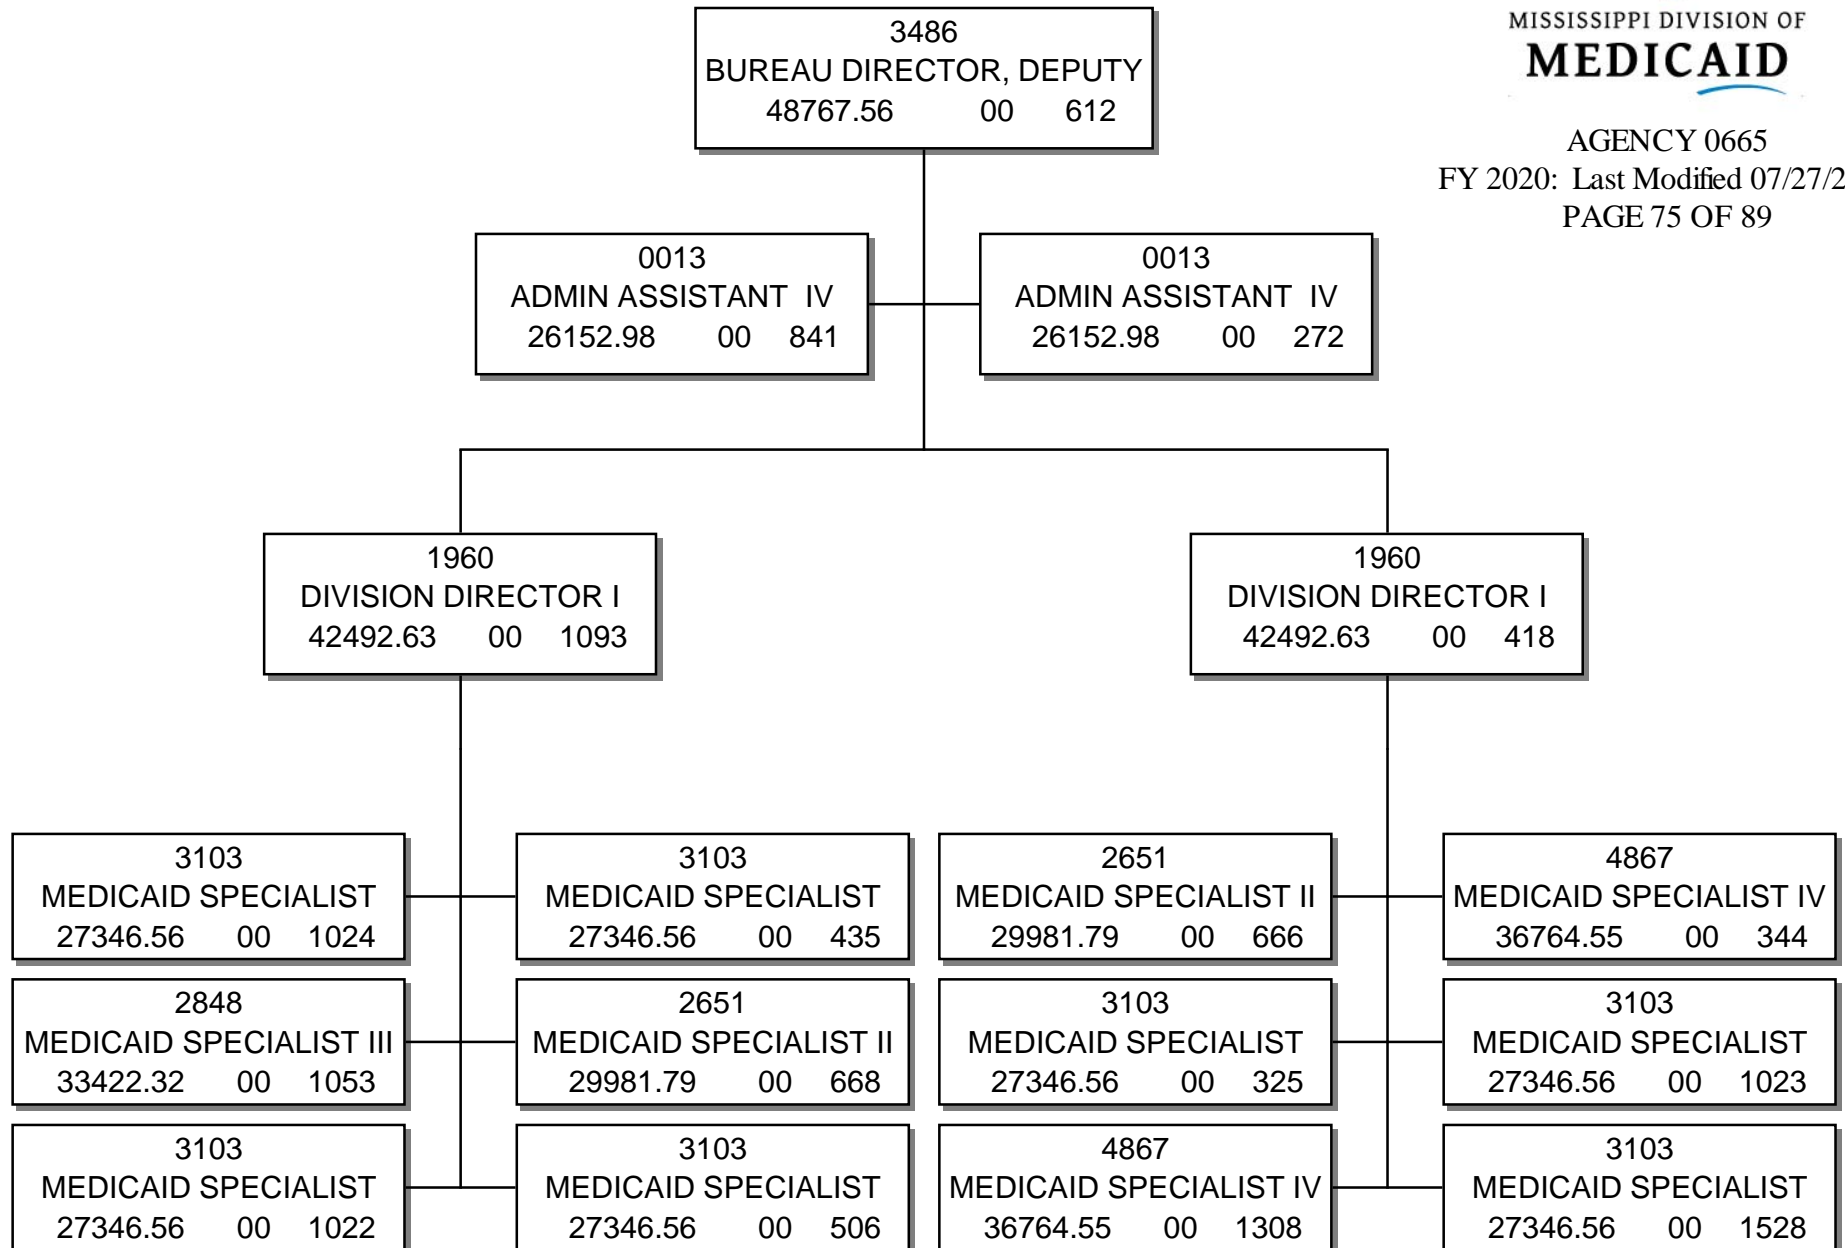 MISSISSIPPI DIVISION OF
MEDICAID
AGENCY 0665
FY 2020: Last Modified 07/27/2
PAGE 75 OF 89
3486
BUREAU DIRECTOR, DEPUTY
48767.56 00 612
0013
ADMIN ASSISTANT IV
26152.98 00 841
0013
ADMIN ASSISTANT IV
26152.98 00 272
1960
DIVISION DIRECTOR I
42492.63 00 1093
1960
DIVISION DIRECTOR I
42492.63 00 418
3103
MEDICAID SPECIALIST
27346.56 00 1024
3103
MEDICAID SPECIALIST
27346.56 00 435
2651
MEDICAID SPECIALIST II
29981.79 00 666
4867
MEDICAID SPECIALIST IV
36764.55 00 344
2848
MEDICAID SPECIALIST III
33422.32 00 1053
2651
MEDICAID SPECIALIST II
29981.79 00 668
3103
MEDICAID SPECIALIST
27346.56 00 325
3103
MEDICAID SPECIALIST
27346.56 00 1023
3103
MEDICAID SPECIALIST
27346.56 00 1022
3103
MEDICAID SPECIALIST
27346.56 00 506
4867
MEDICAID SPECIALIST IV
36764.55 00 1308
3103
MEDICAID SPECIALIST
27346.56 00 1528